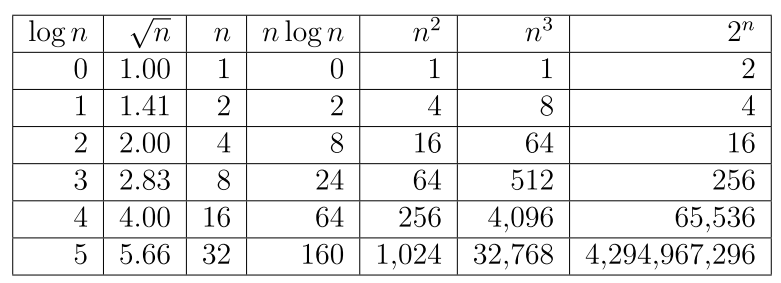 log n √n n n log n n² n³ 2ⁿ
0 1.00 1 0 1 1 2
1 1.41 2 2 4 8 4
2 2.00 4 8 16 64 16
3 2.83 8 24 64 512 256
4 4.00 16 64 256 4,096 65,536
5 5.66 32 160 1,024 32,768 4,294,967,296